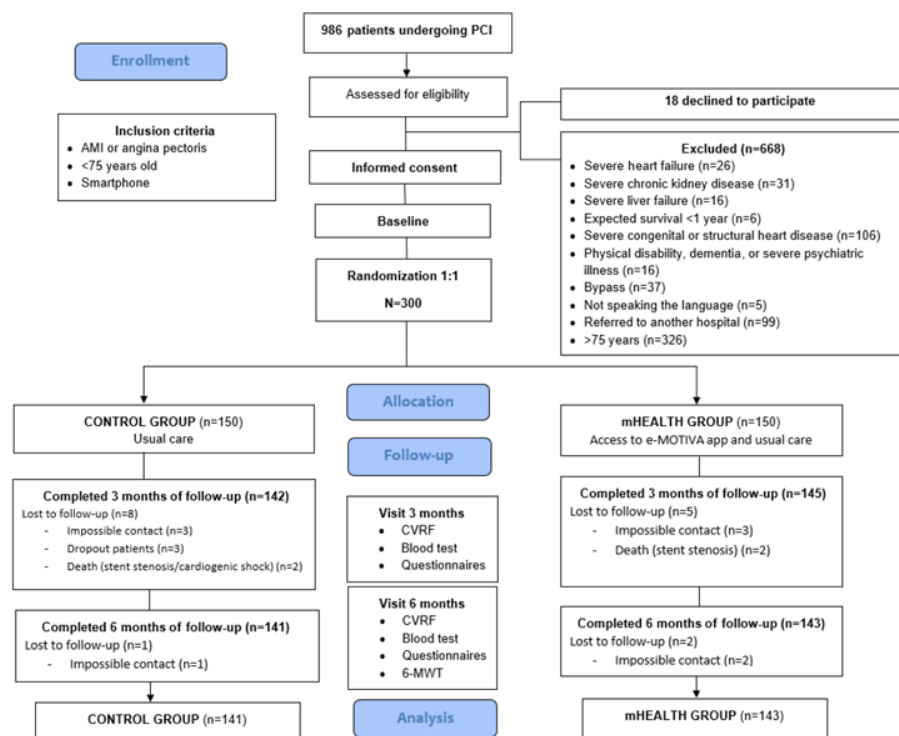 986 patients undergoing PCI
Enrollment
Assessed for eligibility
18 declined to participate
Inclusion criteria
• AMI or angina pectoris
• <75 years old
• Smartphone
Excluded (n=668)
• Severe heart failure (n=26)
• Severe chronic kidney disease (n=31)
• Severe liver failure (n=16)
• Expected survival <1 year (n=6)
• Severe congenital or structural heart disease (n=106)
• Physical disability, dementia, or severe psychiatric
illness (n=16)
• Bypass (n=37)
• Not speaking the language (n=5)
• Referred to another hospital (n=99)
• >75 years (n=326)
Informed consent
Baseline
Randomization 1:1
N=300
Allocation
CONTROL GROUP (n=150)
Usual care
mHEALTH GROUP (n=150)
Access to e-MOTIVA app and usual care
Follow-up
Completed 3 months of follow-up (n=142)
Lost to follow-up (n=8)
- Impossible contact (n=3)
- Dropout patients (n=3)
- Death (stent stenosis/cardiogenic shock) (n=2)
Visit 3 months
• CVRF
• Blood test
• Questionnaires
Completed 3 months of follow-up (n=145)
Lost to follow-up (n=5)
- Impossible contact (n=3)
- Death (stent stenosis) (n=2)
Completed 6 months of follow-up (n=141)
Lost to follow-up (n=1)
- Impossible contact (n=1)
Visit 6 months
• CVRF
• Blood test
• Questionnaires
• 6-MWT
Completed 6 months of follow-up (n=143)
Lost to follow-up (n=2)
- Impossible contact (n=2)
CONTROL GROUP (n=141)
Analysis
mHEALTH GROUP (n=143)